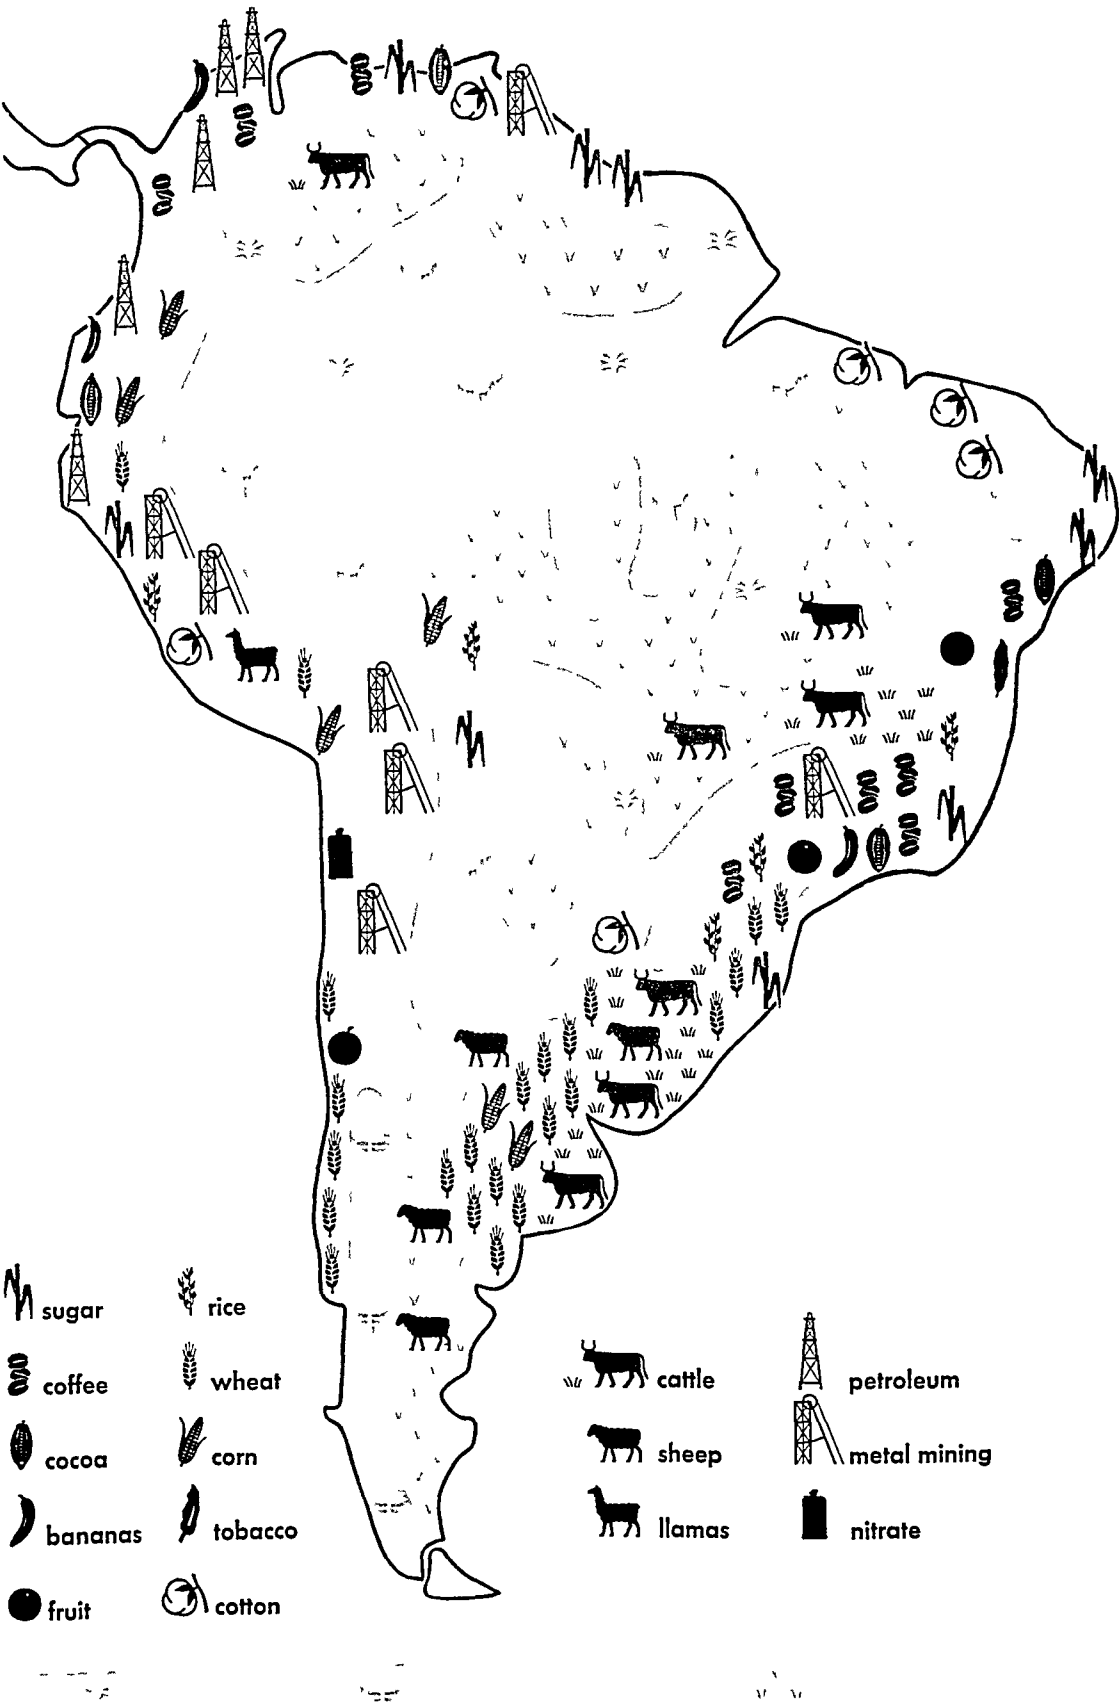 sugar
rice
coffee
wheat
cocoa
corn
bananas
tobacco
fruit
cotton
cattle
petroleum
sheep
metal mining
llamas
nitrate